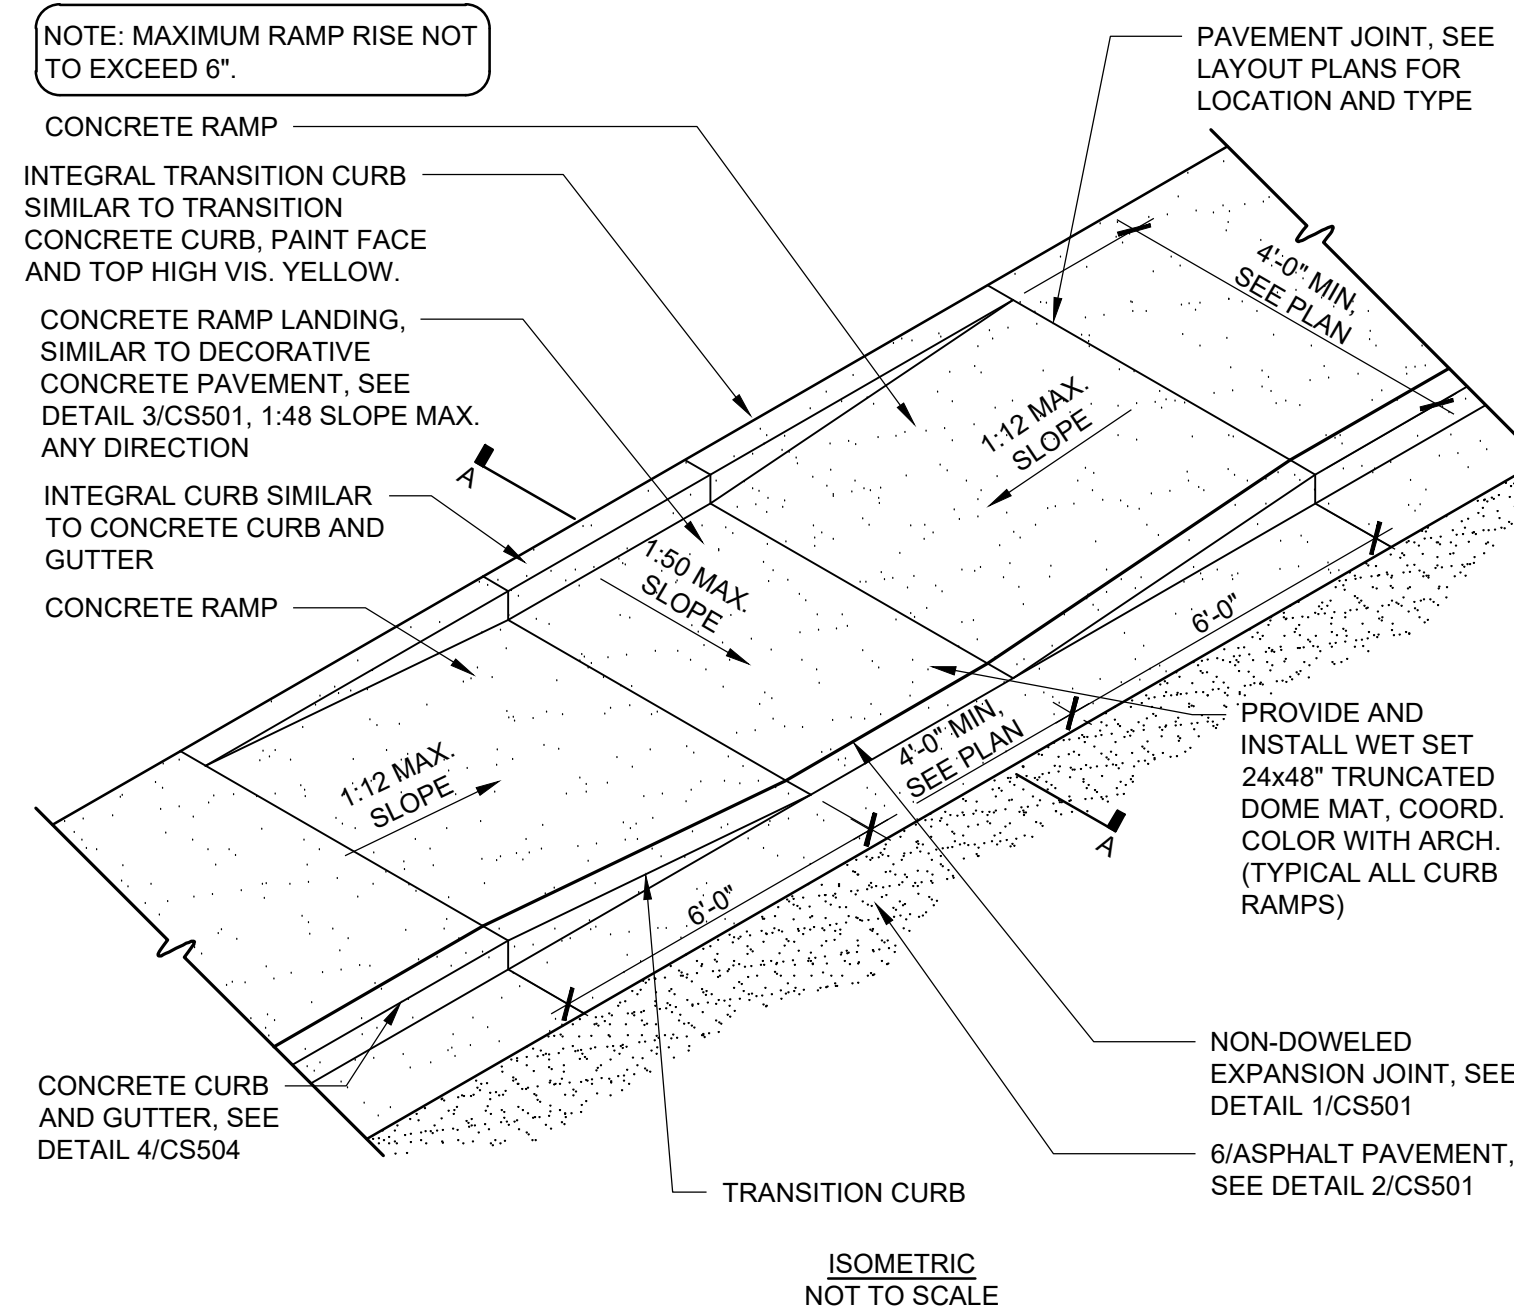 NOTE: MAXIMUM RAMP RISE NOT
TO EXCEED 6".
CONCRETE RAMP
INTEGRAL TRANSITION CURB
SIMILAR TO TRANSITION
CONCRETE CURB, PAINT FACE
AND TOP HIGH VIS. YELLOW.
CONCRETE RAMP LANDING,
SIMILAR TO DECORATIVE
CONCRETE PAVEMENT, SEE
DETAIL 3/CS501, 1:48 SLOPE MAX.
ANY DIRECTION
A
INTEGRAL CURB SIMILAR
TO CONCRETE CURB AND
GUTTER
CONCRETE RAMP
PAVEMENT JOINT, SEE
LAYOUT PLANS FOR
LOCATION AND TYPE
4'-0" MIN,
SEE PLAN
1:12 MAX.
SLOPE
1:50 MAX.
SLOPE
1:12 MAX.
SLOPE
6'-0"
4'-0" MIN,
SEE PLAN
6'-0"
A
PROVIDE AND
INSTALL WET SET
24x48" TRUNCATED
DOME MAT, COORD.
COLOR WITH ARCH.
(TYPICAL ALL CURB
RAMPS)
NON-DOWELED
EXPANSION JOINT, SEE
DETAIL 1/CS501
6/ASPHALT PAVEMENT,
SEE DETAIL 2/CS501
CONCRETE CURB
AND GUTTER, SEE
DETAIL 4/CS504
TRANSITION CURB
ISOMETRIC
NOT TO SCALE